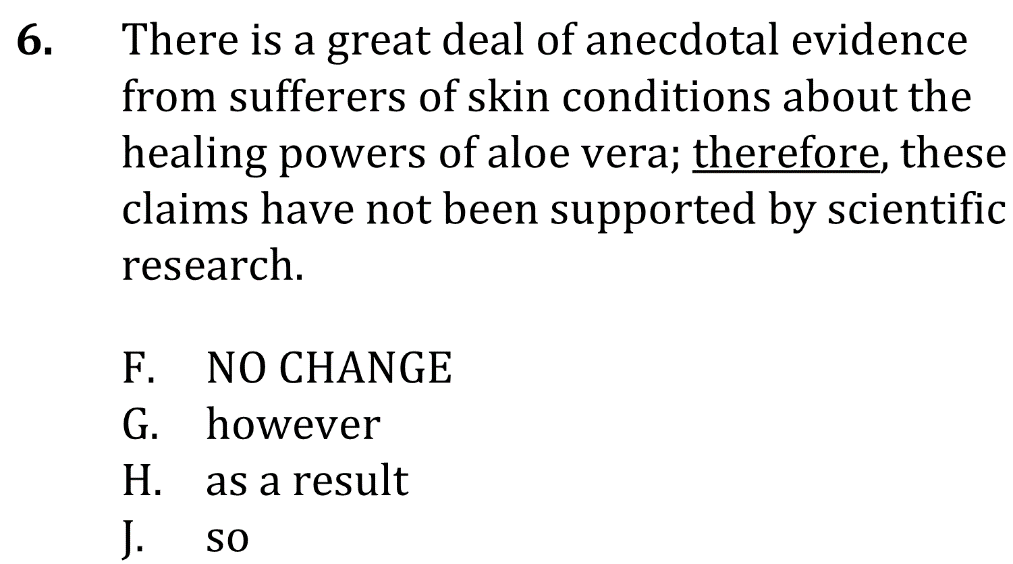 6. There is a great deal of anecdotal evidence
from sufferers of skin conditions about the
healing powers of aloe vera; therefore, these
claims have not been supported by scientific
research.
F. NO CHANGE
G. however
H. as a result
J. so